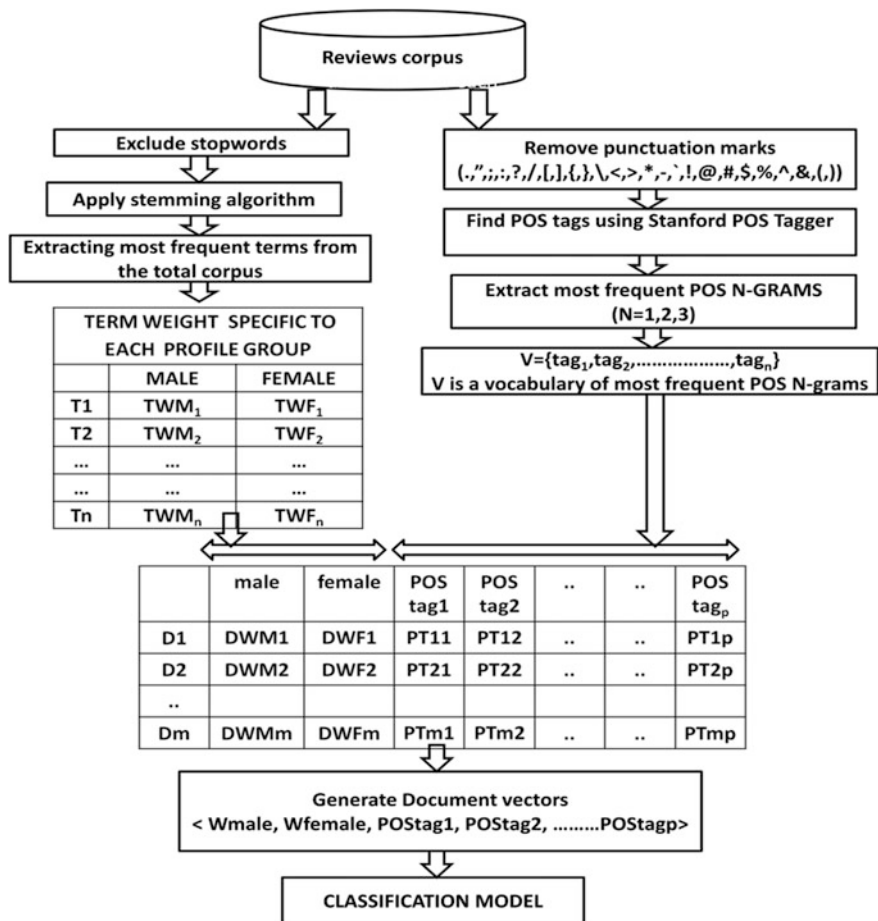 Reviews corpus
Exclude stopwords
Apply stemming algorithm
Extracting most frequent terms from
the total corpus
TERM WEIGHT SPECIFIC TO
EACH PROFILE GROUP
MALE FEMALE
T1 TWM₁ TWF₁
T2 TWM₂ TWF₂
... ... ...
... ... ...
Tn TWMₙ TWFₙ
Remove punctuation marks
(.,”,;,:,?,/,[,],{,},\,<,>,*,-,`,!,@,#,$,%,^,&,(,))
Find POS tags using Stanford POS Tagger
Extract most frequent POS N-GRAMS
(N=1,2,3)
V={tag₁,tag₂,………………,tagₙ}
V is a vocabulary of most frequent POS N-grams
male female POS POS .. .. POS
tag1 tag2 tagₚ
D1 DWM1 DWF1 PT11 PT12 .. .. PT1p
D2 DWM2 DWF2 PT21 PT22 .. .. PT2p
..
Dm DWMm DWFm PTm1 PTm2 .. .. PTmp
Generate Document vectors
< Wmale, Wfemale, POStag1, POStag2, ………POStagp>
CLASSIFICATION MODEL